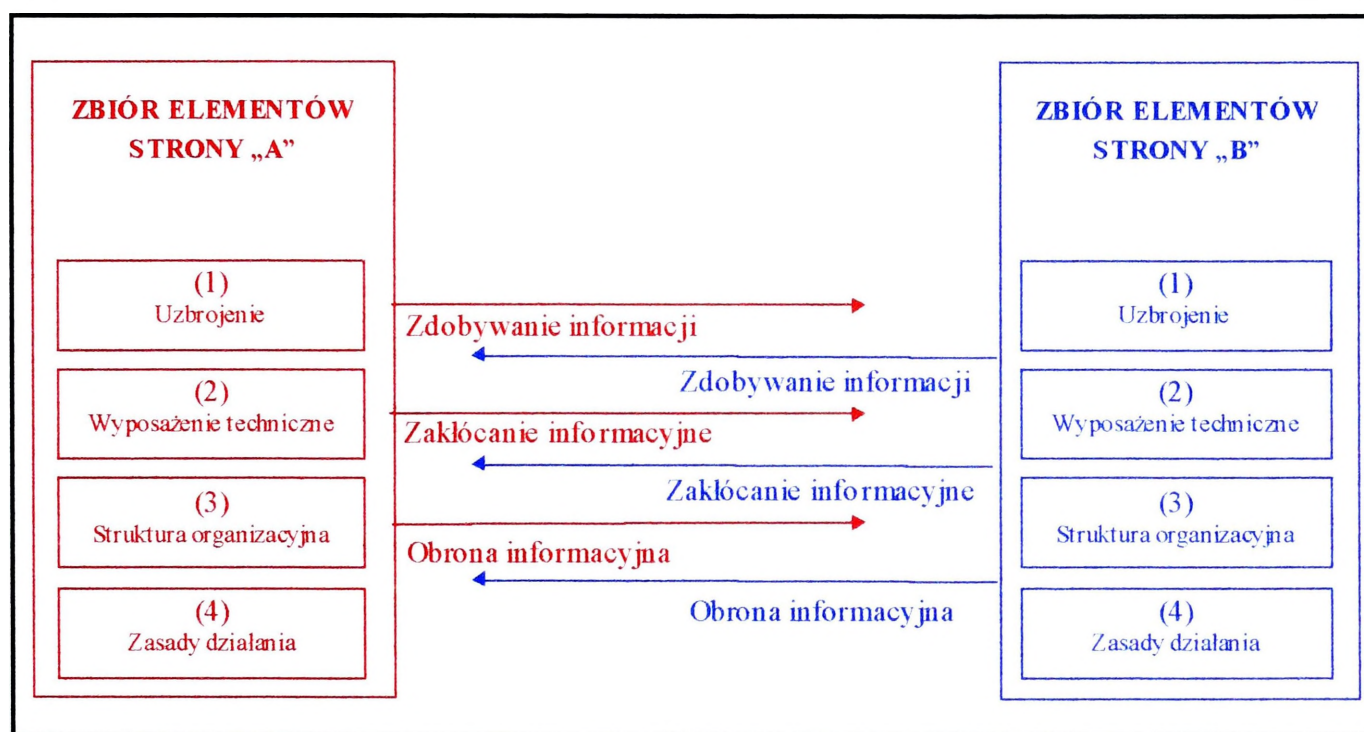 ZBIÓR ELEMENTÓW
STRONY „A”
(1)
Uzbrojenie
(2)
Wyposażenie techniczne
(3)
Struktura organizacyjna
(4)
Zasady działania
Zdobywanie informacji
Zdobywanie informacji
Zakłócanie informacyjne
Zakłócanie informacyjne
Obrona informacyjna
Obrona informacyjna
ZBIÓR ELEMENTÓW
STRONY „B”
(1)
Uzbrojenie
(2)
Wyposażenie techniczne
(3)
Struktura organizacyjna
(4)
Zasady działania